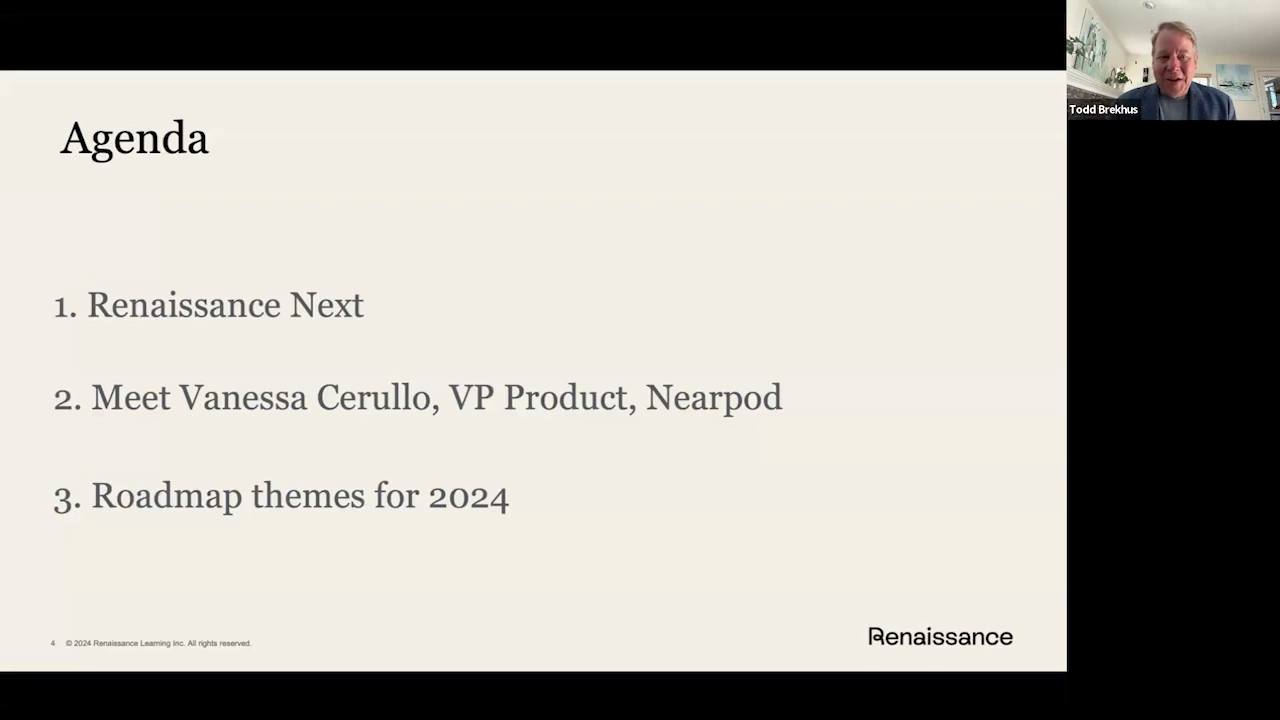 Agenda
1. Renaissance Next
2. Meet Vanessa Cerullo, VP Product, Nearpod
3. Roadmap themes for 2024
4 © 2024 Renaissance Learning Inc. All rights reserved.
Renaissance
Todd Brekhus